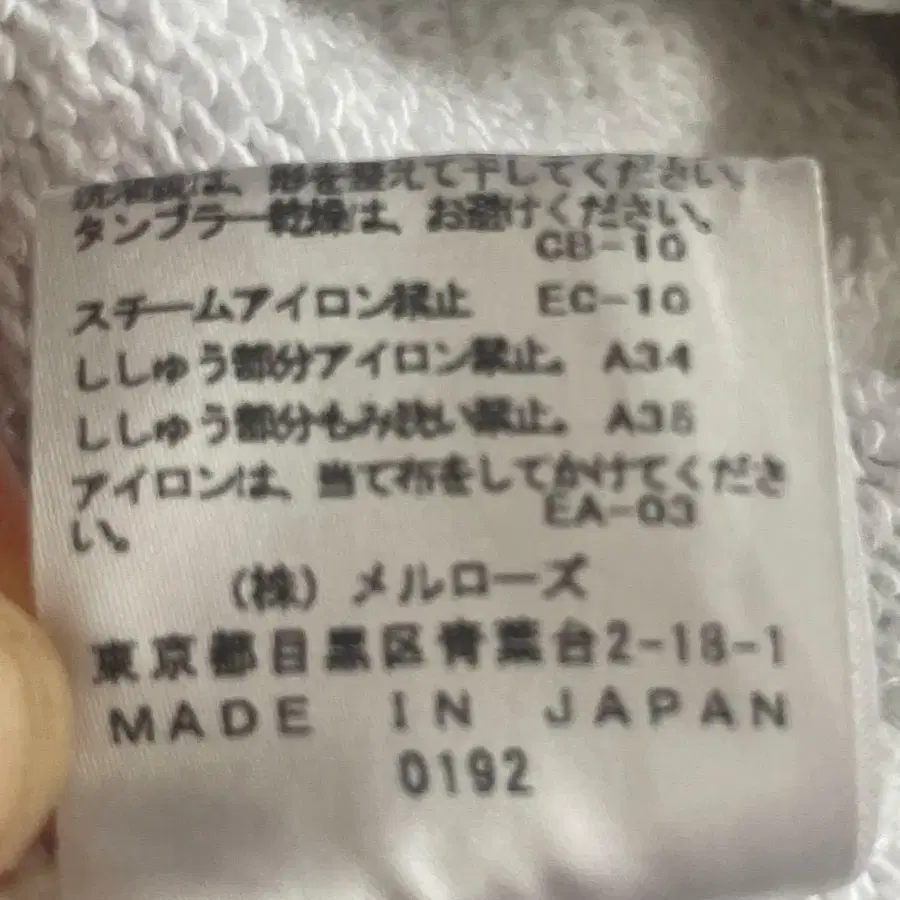 洗濯後は、形を整えて干してください。
タンブラー乾燥は、お避けください。
CB-10
スチームアイロン禁止 EC-10
ししゅう部分アイロン禁止。 A34
ししゅう部分もみ洗い禁止。 A35
アイロンは、当て布をしてかけてくださ
い。 EA-03
(株) メルローズ
東京都目黒区青葉台2-18-1
MADE IN JAPAN
0192